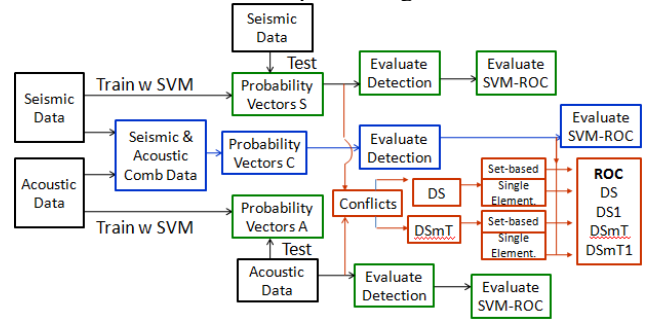 Seismic
Data
Test
Evaluate
Detection
Evaluate
SVM-ROC
Seismic
Data
Train w SVM
Probability
Vectors S
Seismic &
Acoustic
Comb Data
Probability
Vectors C
Evaluate
Detection
Evaluate
SVM-ROC
Acoustic
Data
Train w SVM
Probability
Vectors A
Test
Acoustic
Data
Conflicts
DS
Set-based
Single
Element.
DSmT
Set-based
Single
Element.
ROC
DS
DS1
DSmT
DSmT1
Evaluate
Detection
Evaluate
SVM-ROC